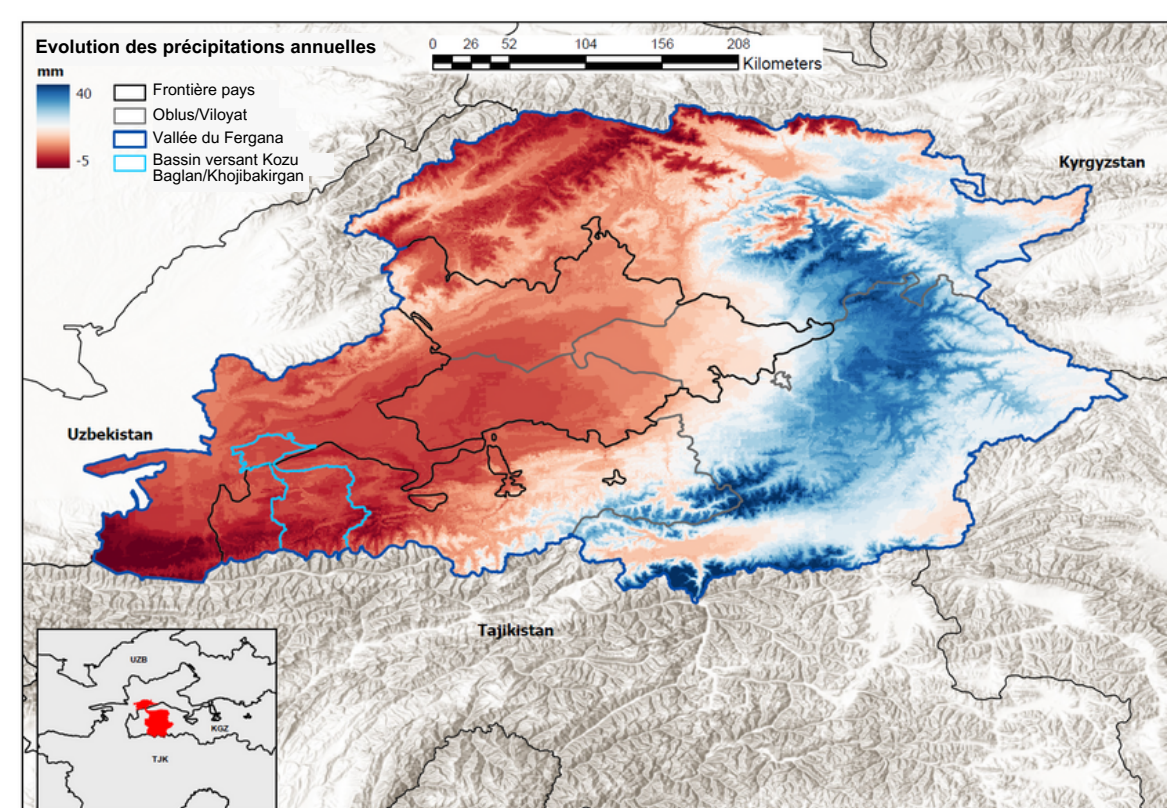 Evolution des précipitations annuelles
mm
40
-5
Frontière pays
Oblus/Viloyat
Vallée du Fergana
Bassin versant Kozu
Baglan/Khojibakirgan
0 26 52 104 156 208
Kilometers
Kyrgyzstan
Uzbekistan
Tajikistan
UZB
KGZ
TJK